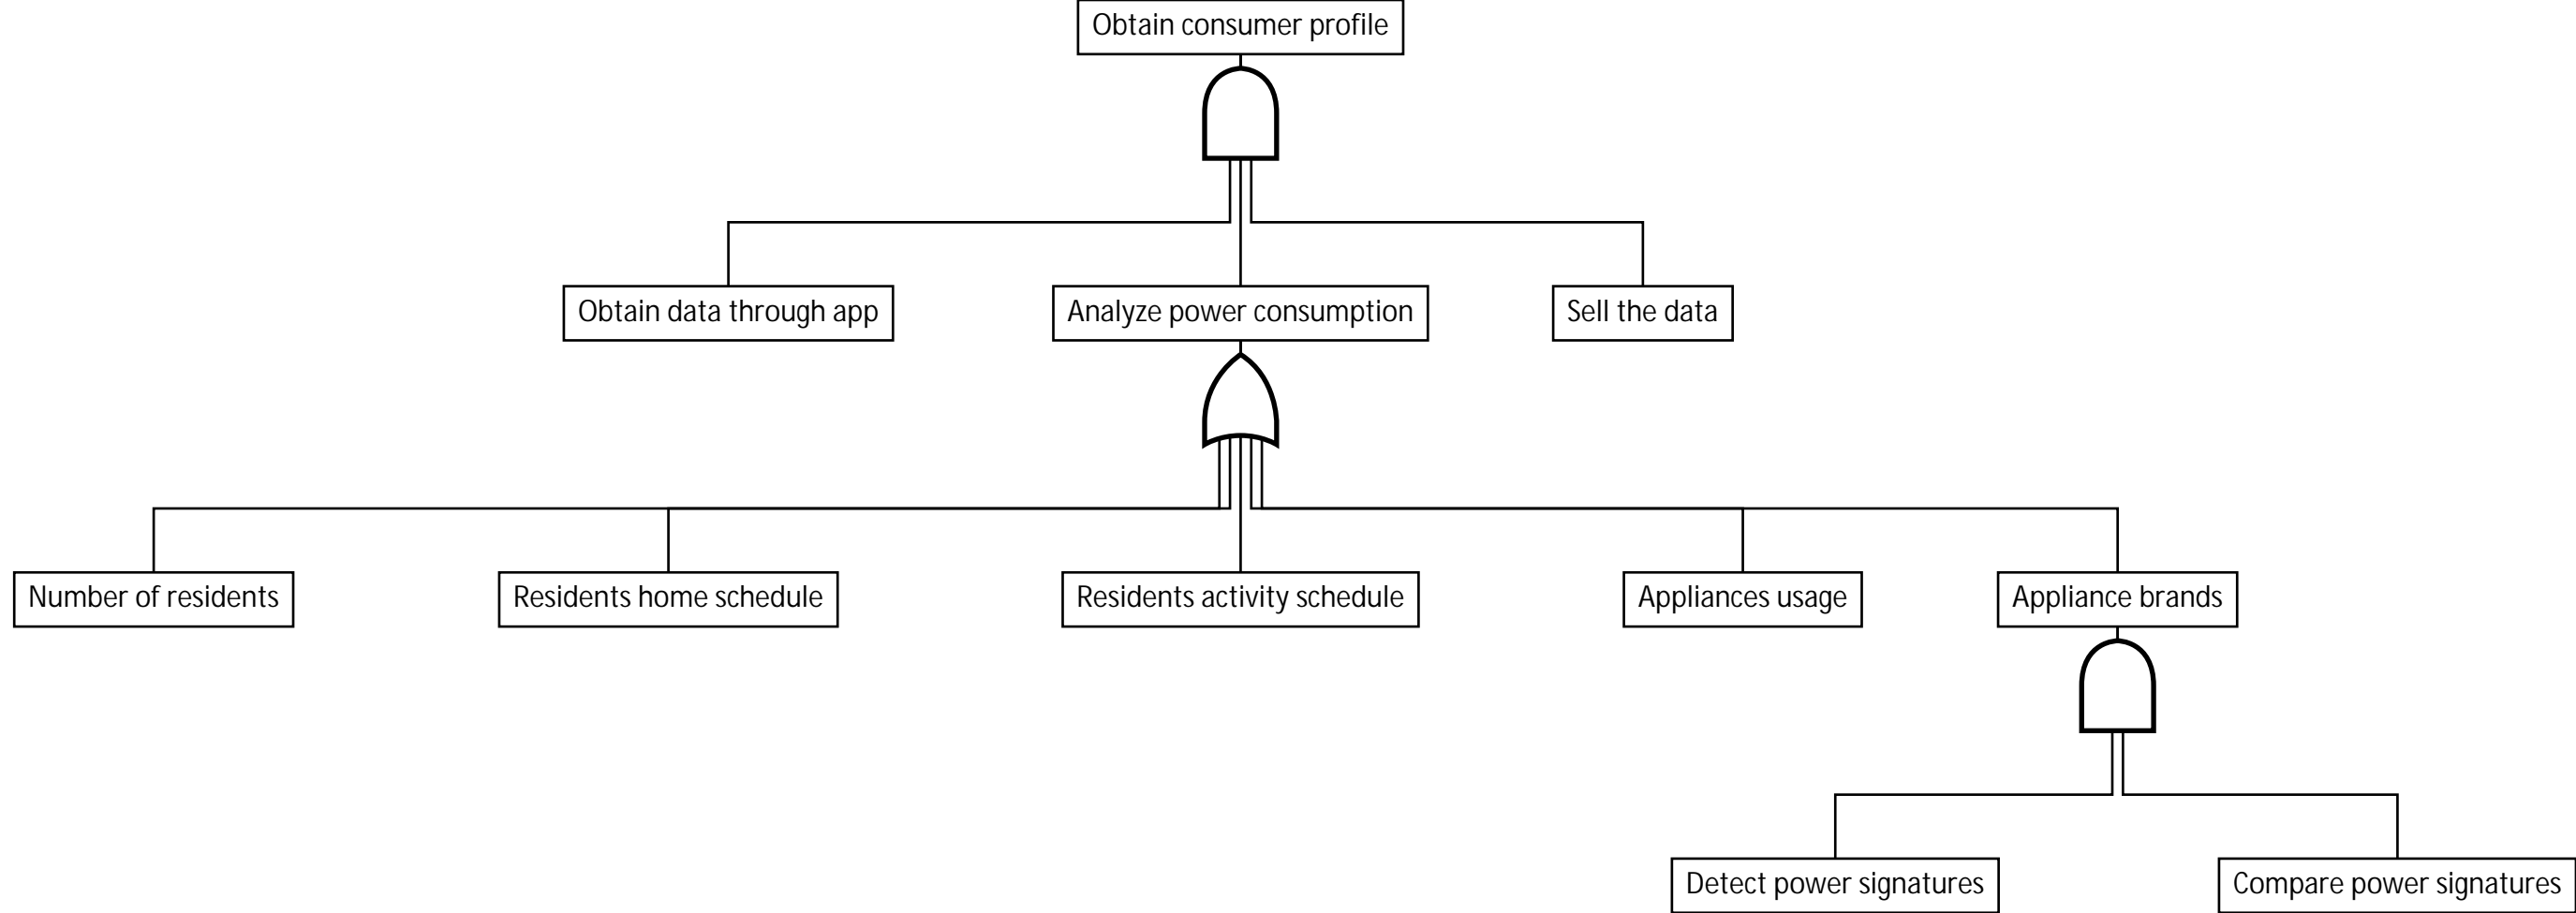 Obtain consumer profile
Obtain data through app
Analyze power consumption
Sell the data
Number of residents
Residents home schedule
Residents activity schedule
Appliances usage
Appliance brands
Detect power signatures
Compare power signatures